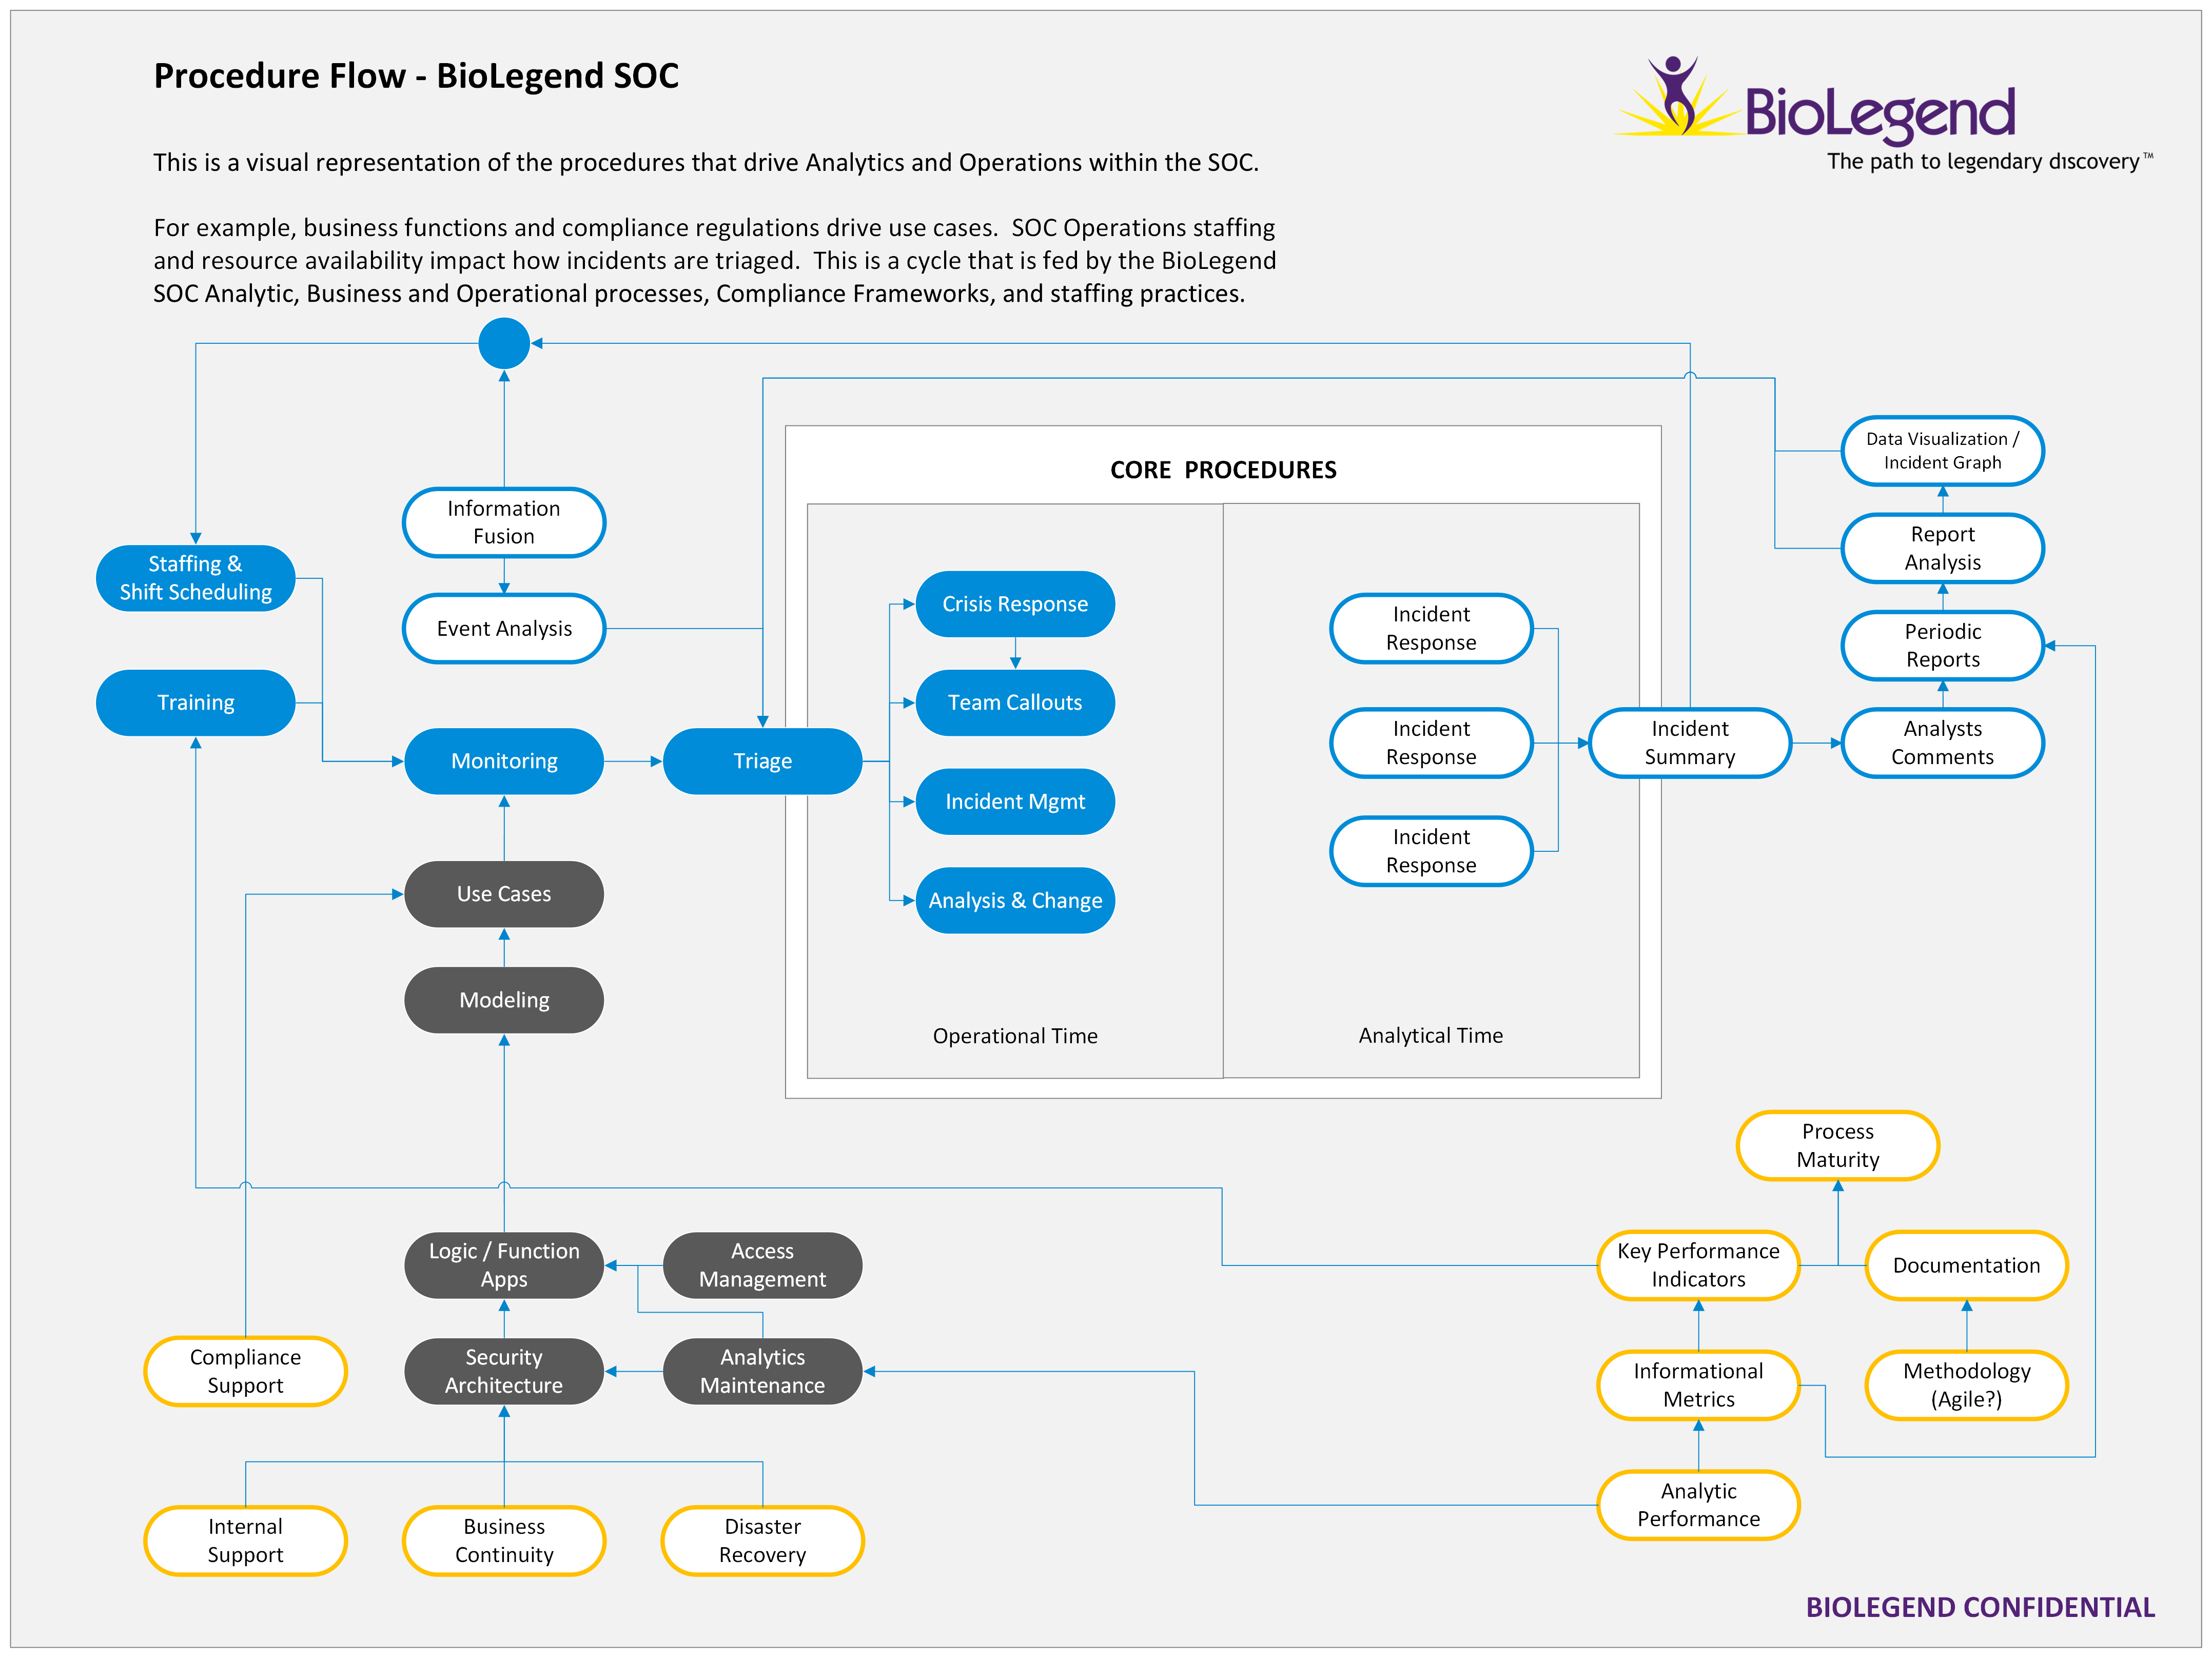 Procedure Flow - BioLegend SOC
BioLegend
The path to legendary discovery™
This is a visual representation of the procedures that drive Analytics and Operations within the SOC.
For example, business functions and compliance regulations drive use cases.  SOC Operations staffing
and resource availability impact how incidents are triaged.  This is a cycle that is fed by the BioLegend
SOC Analytic, Business and Operational processes, Compliance Frameworks, and staffing practices.
Information
Fusion
Staffing &
Shift Scheduling
Event Analysis
Training
Monitoring
Triage
Use Cases
Modeling
CORE  PROCEDURES
Crisis Response
Team Callouts
Incident Mgmt
Analysis & Change
Operational Time
Incident
Response
Incident
Response
Incident
Response
Analytical Time
Incident
Summary
Data Visualization /
Incident Graph
Report
Analysis
Periodic
Reports
Analysts
Comments
Logic / Function
Apps
Access
Management
Compliance
Support
Security
Architecture
Analytics
Maintenance
Internal
Support
Business
Continuity
Disaster
Recovery
Process
Maturity
Key Performance
Indicators
Documentation
Informational
Metrics
Methodology
(Agile?)
Analytic
Performance
BIOLEGEND CONFIDENTIAL